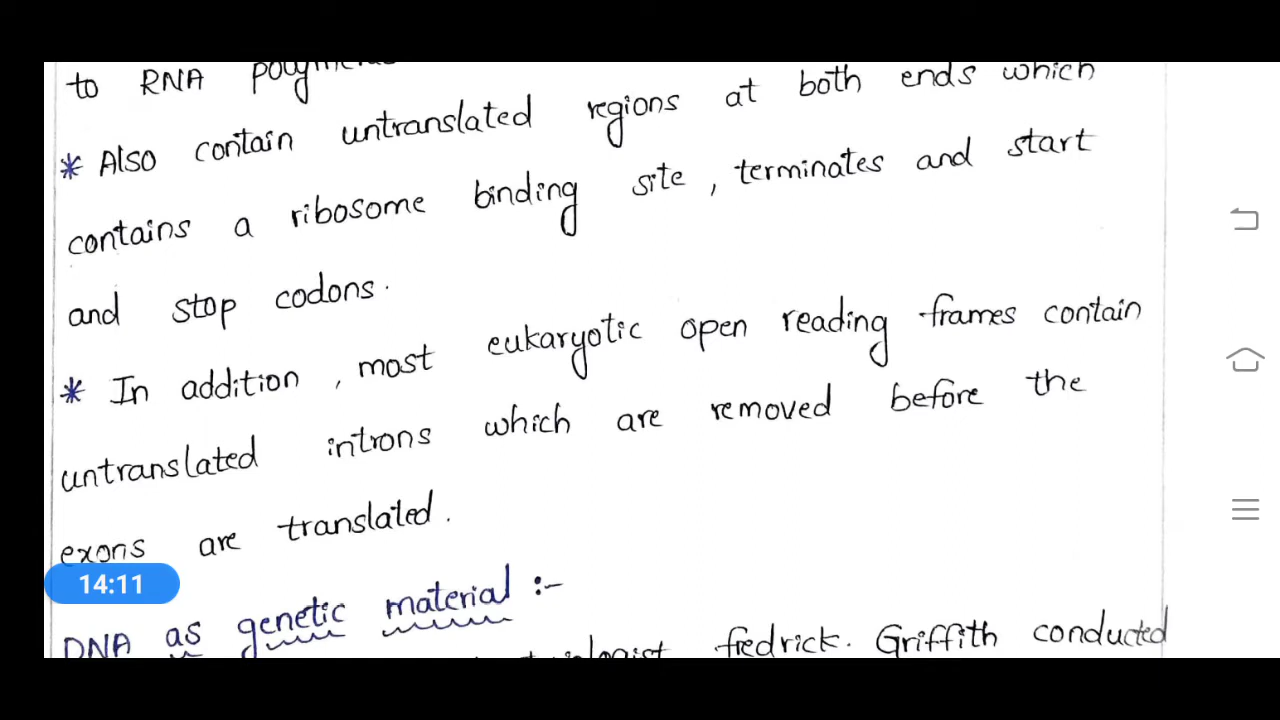 to RNA
* Also contain untranslated regions at both ends which
contains a ribosome binding site, terminates and start
and stop codons.
* In addition, most eukaryotic open reading frames contain
untranslated introns which are removed before the
exons are translated.
14:11
DNA as genetic material :-
fredrick. Griffith conducted